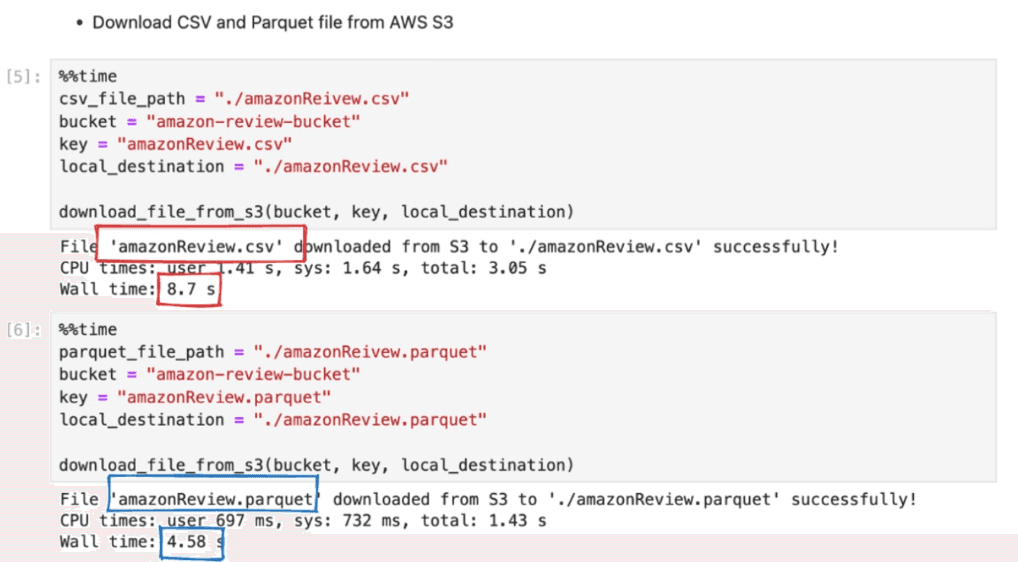 • Download CSV and Parquet file from AWS S3
[5]: %%time
csv_file_path = "./amazonReivew.csv"
bucket = "amazon-review-bucket"
key = "amazonReview.csv"
local_destination = "./amazonReview.csv"
download_file_from_s3(bucket, key, local_destination)
File 'amazonReview.csv' downloaded from S3 to './amazonReview.csv' successfully!
CPU times: user 1.41 s, sys: 1.64 s, total: 3.05 s
Wall time: 8.7 s
[6]: %%time
parquet_file_path = "./amazonReivew.parquet"
bucket = "amazon-review-bucket"
key = "amazonReview.parquet"
local_destination = "./amazonReview.parquet"
download_file_from_s3(bucket, key, local_destination)
File 'amazonReview.parquet' downloaded from S3 to './amazonReview.parquet' successfully!
CPU times: user 697 ms, sys: 732 ms, total: 1.43 s
Wall time: 4.58 s